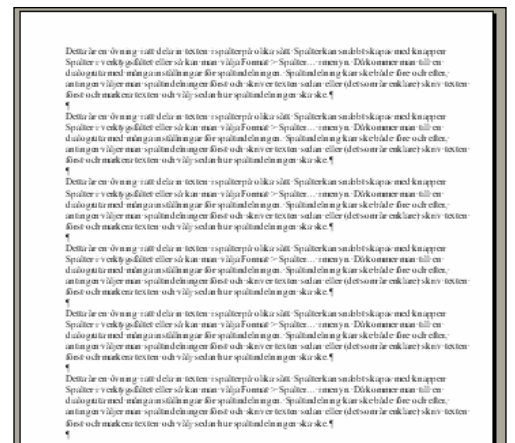 Detta är en övning i att dela in texten i spalter på olika sätt. Spalter kan snabbt skapas med knappen
Spalter i verktygsfältet eller så kan man välja Format > Spalter… i menyn. Då kommer man till en
dialogruta med många inställningar för spaltindelningen. Spaltindelning kan ske både före och efter,
antingen väljer man spaltindelningen först och skriver texten sedan eller (det som är enklare) skriv texten
först och markera texten och välj sedan hur spaltindelningen ska ske.¶
¶
Detta är en övning i att dela in texten i spalter på olika sätt. Spalter kan snabbt skapas med knappen
Spalter i verktygsfältet eller så kan man välja Format > Spalter… i menyn. Då kommer man till en
dialogruta med många inställningar för spaltindelningen. Spaltindelning kan ske både före och efter,
antingen väljer man spaltindelningen först och skriver texten sedan eller (det som är enklare) skriv texten
först och markera texten och välj sedan hur spaltindelningen ska ske.¶
¶
Detta är en övning i att dela in texten i spalter på olika sätt. Spalter kan snabbt skapas med knappen
Spalter i verktygsfältet eller så kan man välja Format > Spalter… i menyn. Då kommer man till en
dialogruta med många inställningar för spaltindelningen. Spaltindelning kan ske både före och efter,
antingen väljer man spaltindelningen först och skriver texten sedan eller (det som är enklare) skriv texten
först och markera texten och välj sedan hur spaltindelningen ska ske.¶
¶
Detta är en övning i att dela in texten i spalter på olika sätt. Spalter kan snabbt skapas med knappen
Spalter i verktygsfältet eller så kan man välja Format > Spalter… i menyn. Då kommer man till en
dialogruta med många inställningar för spaltindelningen. Spaltindelning kan ske både före och efter,
antingen väljer man spaltindelningen först och skriver texten sedan eller (det som är enklare) skriv texten
först och markera texten och välj sedan hur spaltindelningen ska ske.¶
¶
Detta är en övning i att dela in texten i spalter på olika sätt. Spalter kan snabbt skapas med knappen
Spalter i verktygsfältet eller så kan man välja Format > Spalter… i menyn. Då kommer man till en
dialogruta med många inställningar för spaltindelningen. Spaltindelning kan ske både före och efter,
antingen väljer man spaltindelningen först och skriver texten sedan eller (det som är enklare) skriv texten
först och markera texten och välj sedan hur spaltindelningen ska ske.¶
¶
Detta är en övning i att dela in texten i spalter på olika sätt. Spalter kan snabbt skapas med knappen
Spalter i verktygsfältet eller så kan man välja Format > Spalter… i menyn. Då kommer man till en
dialogruta med många inställningar för spaltindelningen. Spaltindelning kan ske både före och efter,
antingen väljer man spaltindelningen först och skriver texten sedan eller (det som är enklare) skriv texten
först och markera texten och välj sedan hur spaltindelningen ska ske.¶
¶